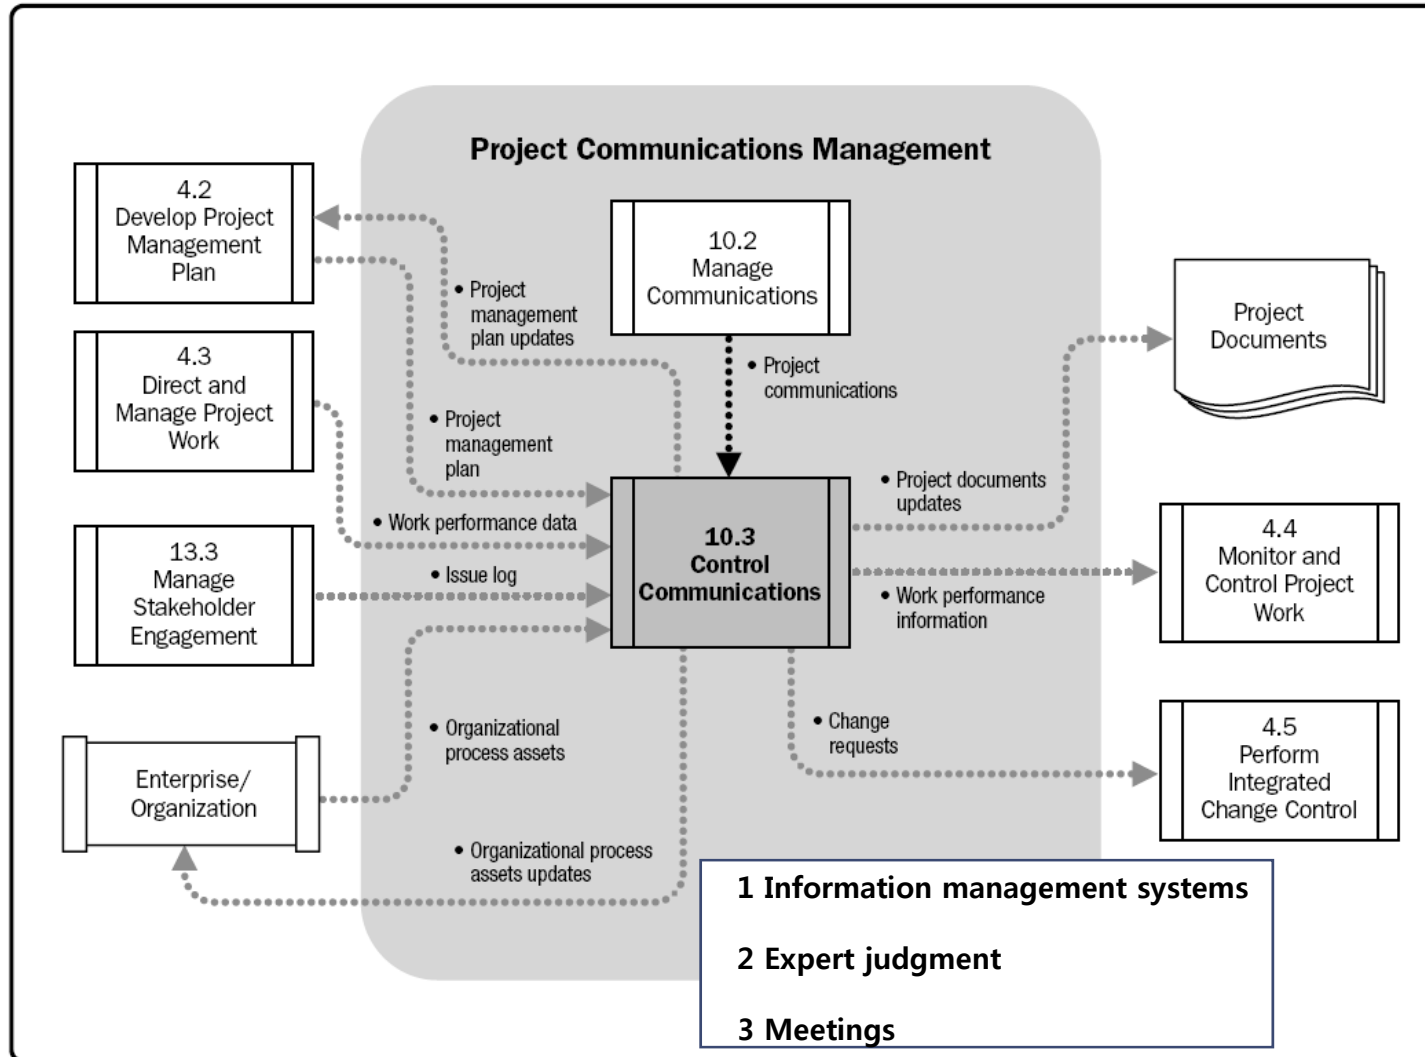 Project Communications Management
4.2
Develop Project
Management
Plan
10.2
Manage
Communications
• Project
management
plan updates
Project
Documents
4.3
Direct and
Manage Project
Work
• Project
communications
• Project
management
plan
• Project documents
updates
• Work performance data
10.3
Control
Communications
13.3
Manage
Stakeholder
Engagement
• Issue log
• Work performance
information
4.4
Monitor and
Control Project
Work
• Organizational
process assets
• Change
requests
4.5
Perform
Integrated
Change Control
Enterprise/
Organization
• Organizational process
assets updates
1 Information management systems
2 Expert judgment
3 Meetings